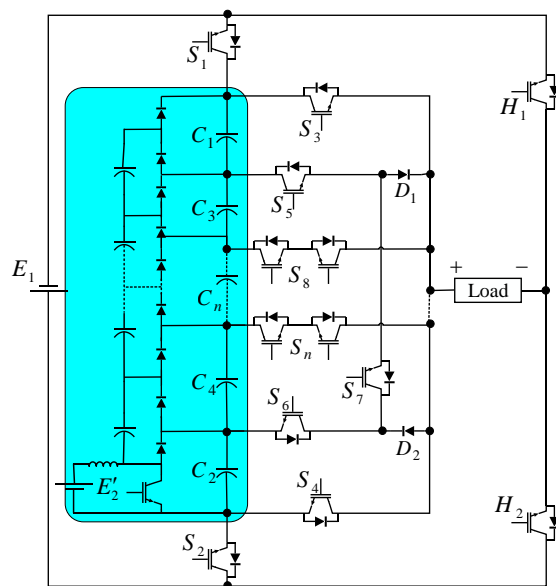 S1
H1
C1
S3
D1
C3
S5
E1
+ −
S8
Load
Cn
Sn
S7
C4
S6
D2
C2
E′2
S4
H2
S2